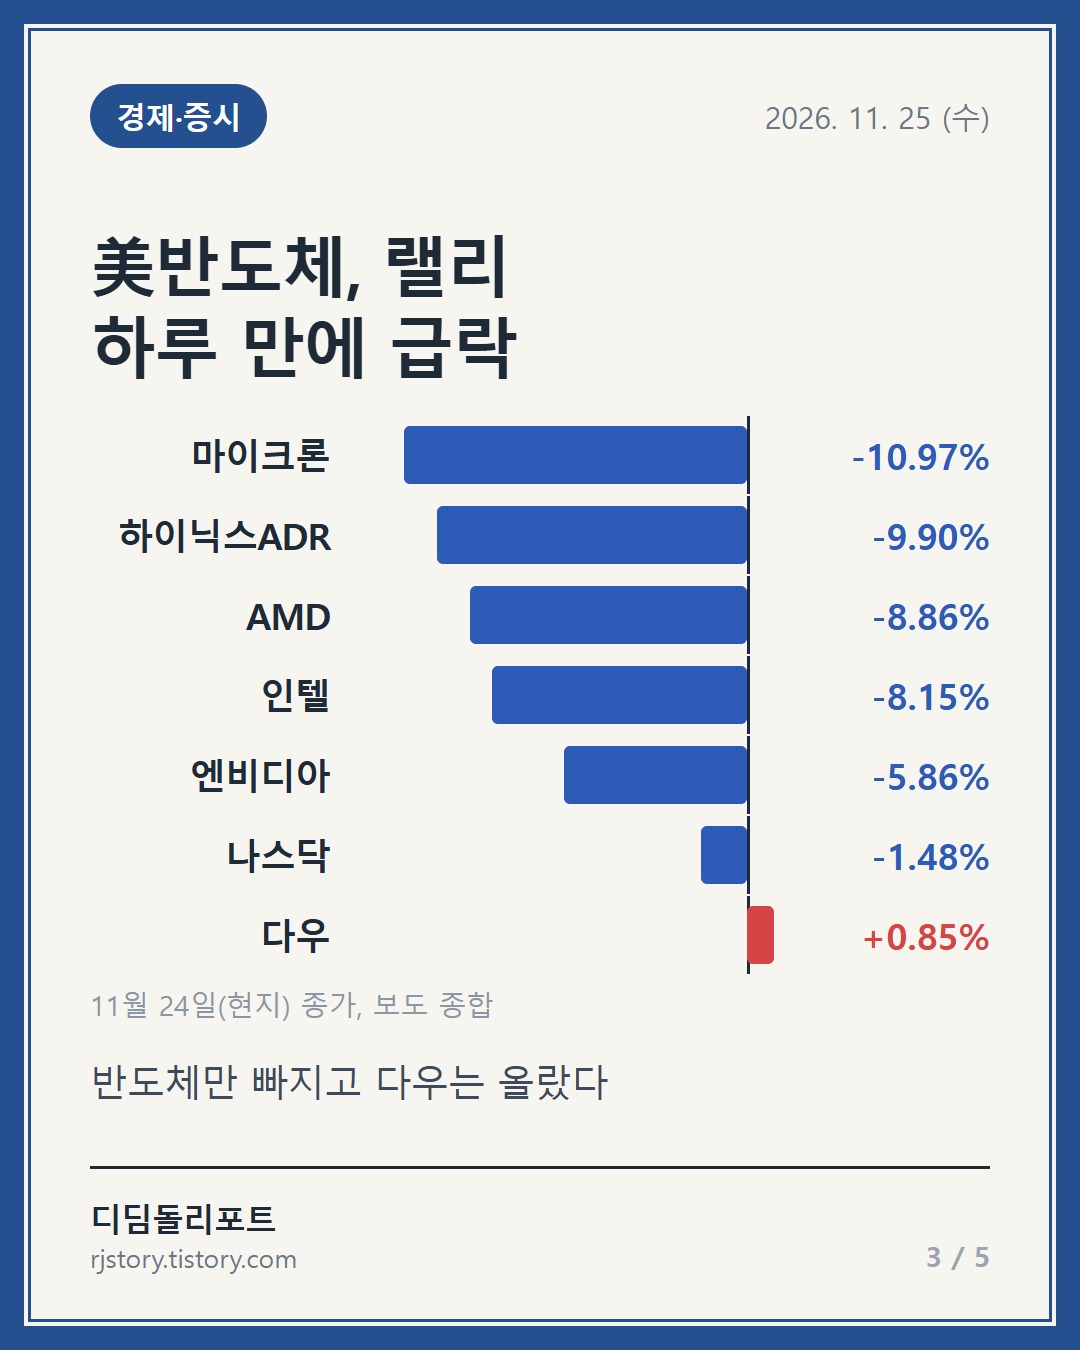 경제·증시
2026. 11. 25 (수)
美반도체, 랠리
하루 만에 급락
마이크론 -10.97%
하이닉스ADR -9.90%
AMD -8.86%
인텔 -8.15%
엔비디아 -5.86%
나스닥 -1.48%
다우 +0.85%
11월 24일(현지) 종가, 보도 종합
반도체만 빠지고 다우는 올랐다
디딤돌리포트
rjstory.tistory.com
3 / 5